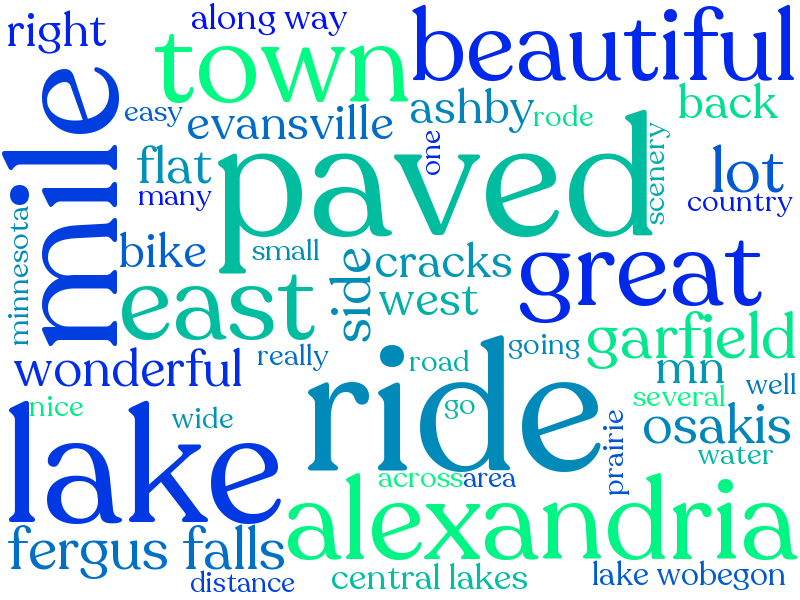 right
along way
town
beautiful
mile
easy
evansville
ashby
rode
back
flat
many
paved
one
scenery
lot
country
minnesota
bike
small
side
cracks
west
great
east
garfield
wonderful
really
road
going
mn
well
nice
wide
ride
go
several
osakis
lake
prairie
water
across
area
alexandria
fergus falls
distance
central lakes
lake wobegon